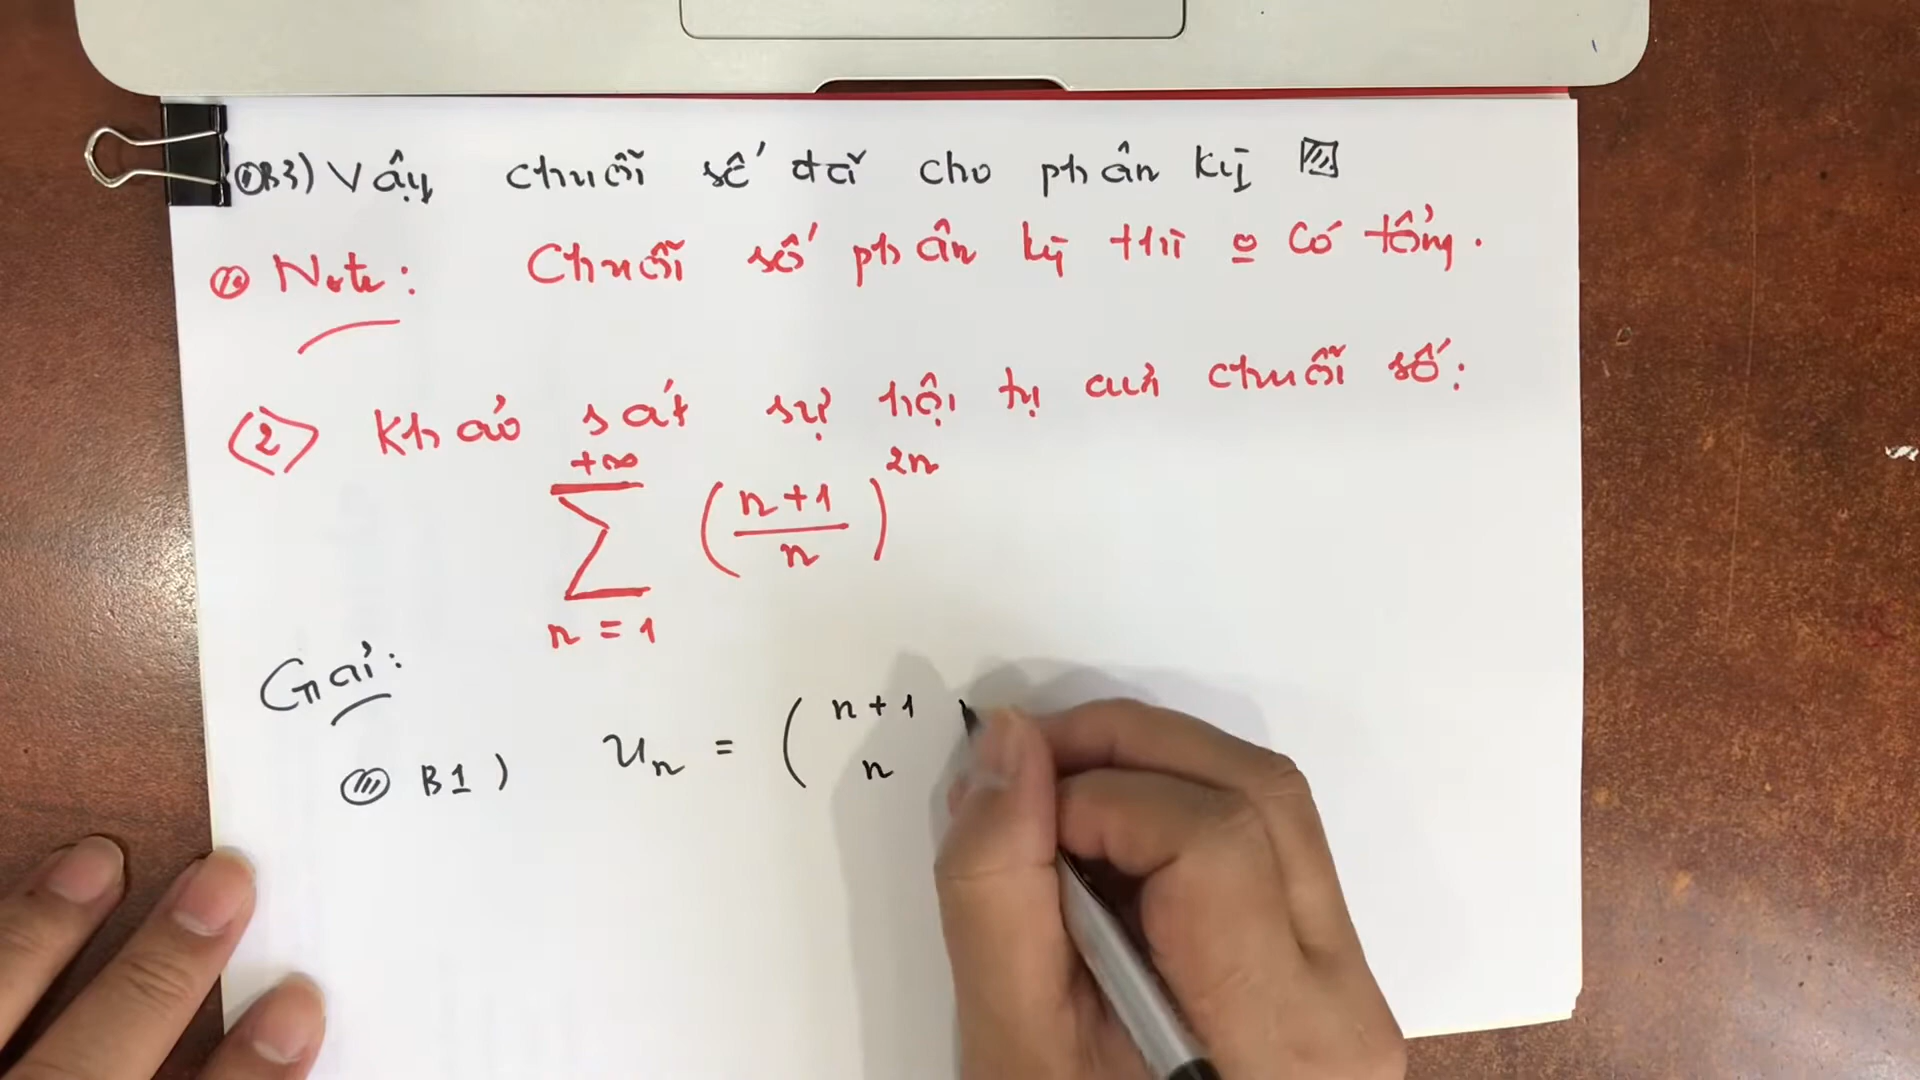 B3) Vậy chuỗi số đã cho phân kỳ
Note: Chuỗi số phân kỳ thì o có tổng.
2 Khảo sát sự hội tụ của chuỗi số:
+∞
∑ (n+1/n)^2n
n = 1
Giải:
B1) u_n = ( n+1
n